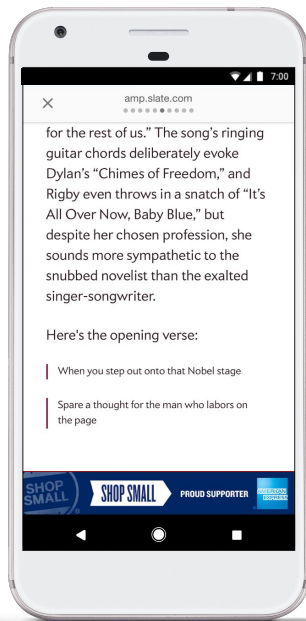 7:00
amp.slate.com
for the rest of us.” The song’s ringing
guitar chords deliberately evoke
Dylan’s “Chimes of Freedom,” and
Rigby even throws in a snatch of “It’s
All Over Now, Baby Blue,” but
despite her chosen profession, she
sounds more sympathetic to the
snubbed novelist than the exalted
singer-songwriter.
Here's the opening verse:
When you step out onto that Nobel stage
Spare a thought for the man who labors on
the page
SHOP
SMALL
SHOP SMALL
PROUD SUPPORTER
AMERICAN
EXPRESS